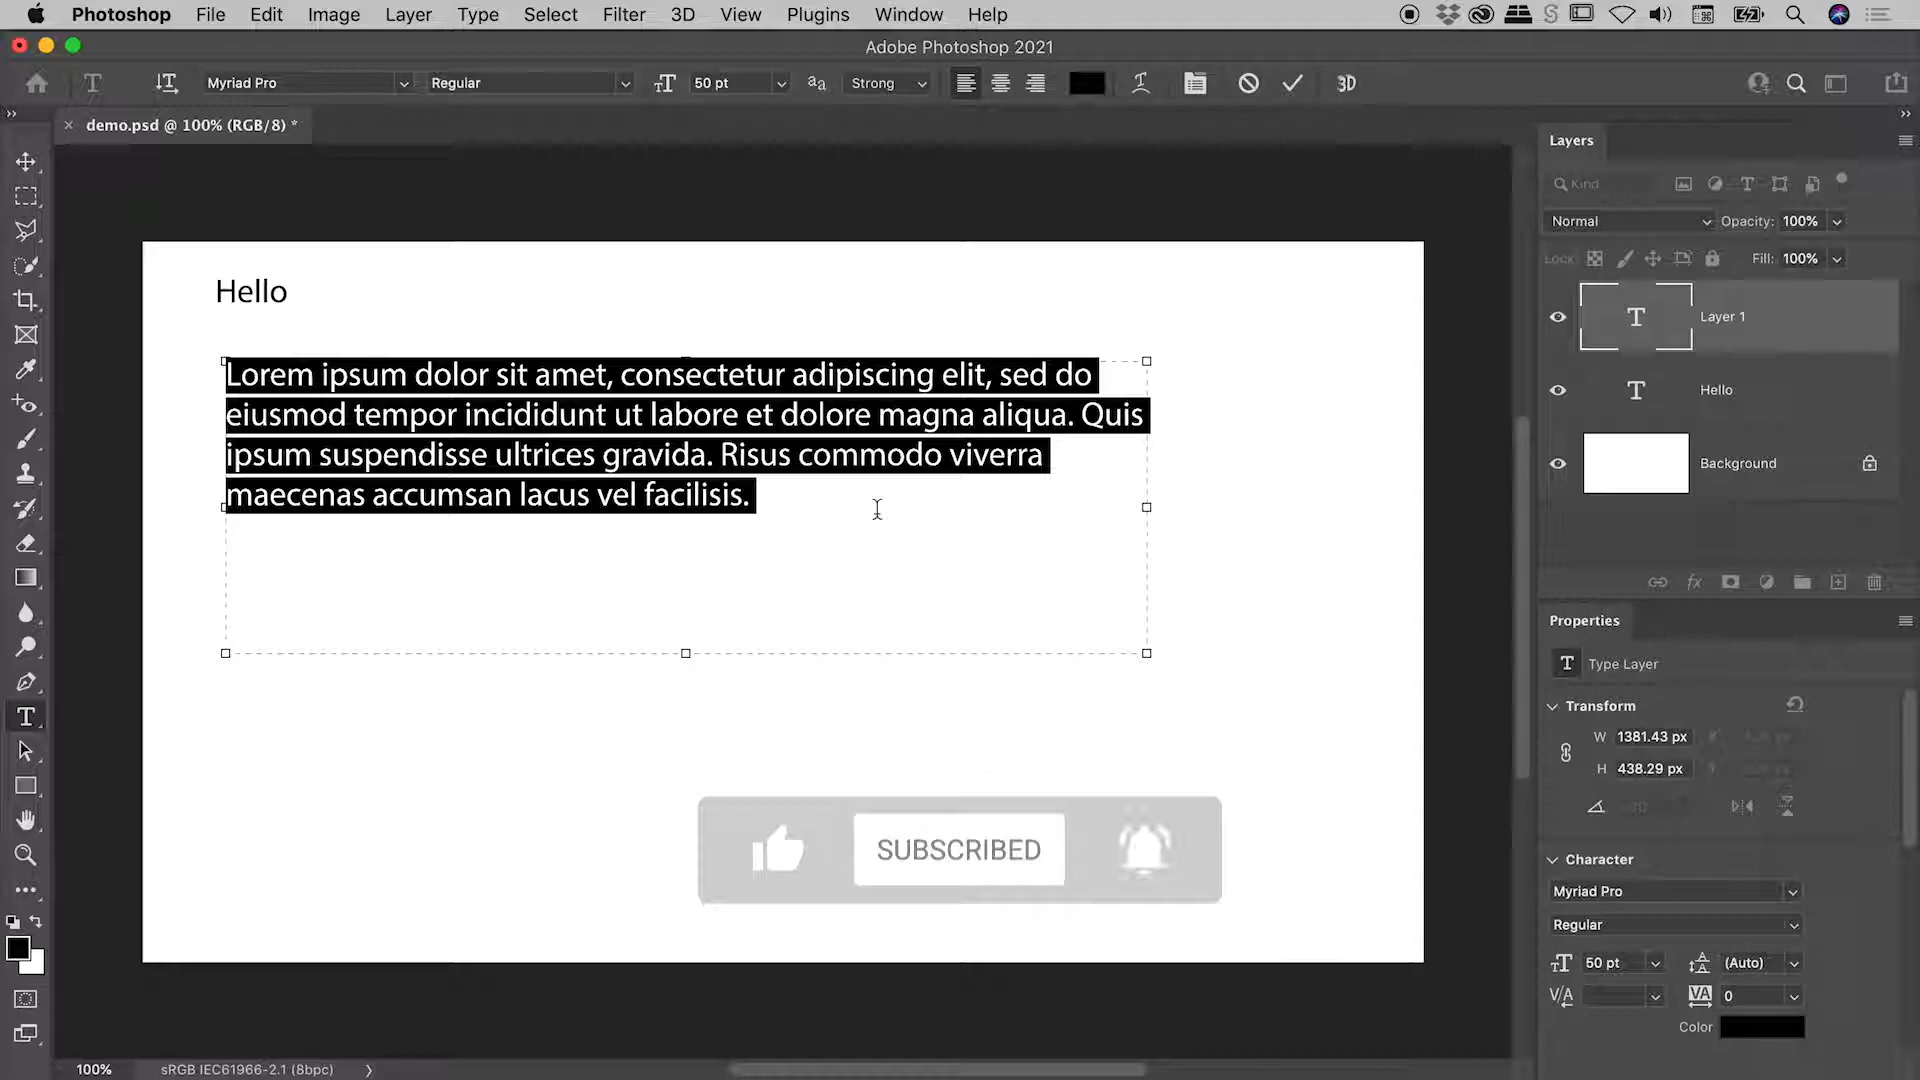 Photoshop File Edit Image Layer Type Select Filter 3D View Plugins Window Help
Adobe Photoshop 2021
Myriad Pro Regular 50 pt Strong 3D
demo.psd @ 100% (RGB/8) *
Layers
Kind
Normal Opacity: 100%
Lock: Fill: 100%
Layer 1
Hello
Background
Hello
Lorem ipsum dolor sit amet, consectetur adipiscing elit, sed do
eiusmod tempor incididunt ut labore et dolore magna aliqua. Quis
ipsum suspendisse ultrices gravida. Risus commodo viverra
maecenas accumsan lacus vel facilisis.
SUBSCRIBED
Properties
Type Layer
Transform
W 1381.43 px
H 438.29 px
Character
Myriad Pro
Regular
50 pt (Auto)
0
Color
100% sRGB IEC61966-2.1 (8bpc)